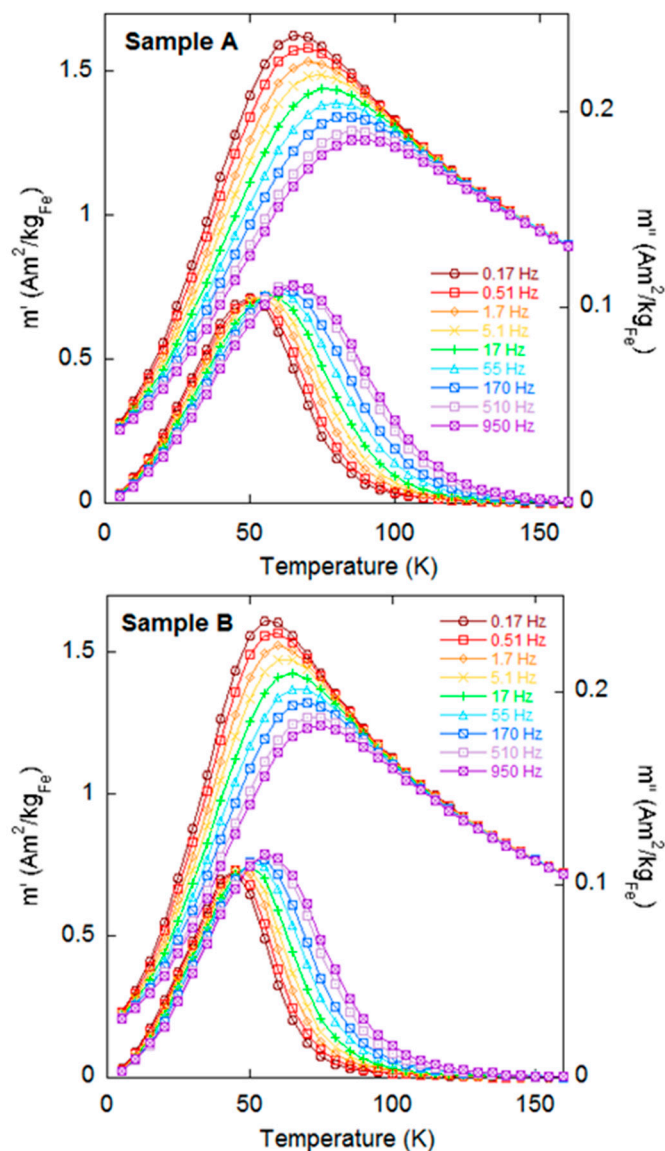 Sample A
1.5
1
0.5
0
0.2
0.1
0
m' (Am²/kg_Fe)
m'' (Am²/kg_Fe)
0.17 Hz
0.51 Hz
1.7 Hz
5.1 Hz
17 Hz
55 Hz
170 Hz
510 Hz
950 Hz
0 50 100 150
Temperature (K)
Sample B
1.5
1
0.5
0
0.2
0.1
0
m' (Am²/kg_Fe)
m'' (Am²/kg_Fe)
0.17 Hz
0.51 Hz
1.7 Hz
5.1 Hz
17 Hz
55 Hz
170 Hz
510 Hz
950 Hz
0 50 100 150
Temperature (K)